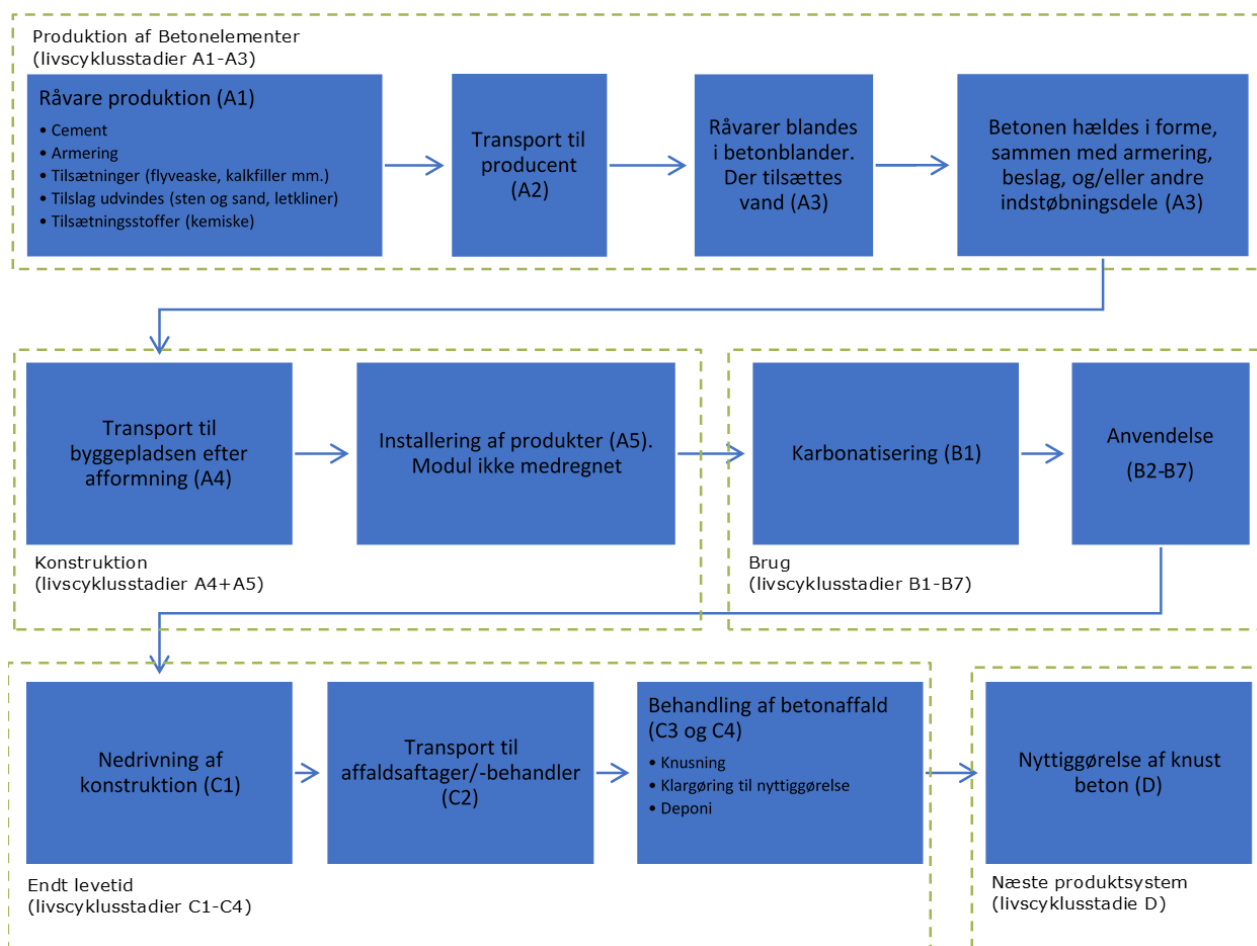 Produktion af Betonelementer
(livscyklusstadier A1-A3)
Råvare produktion (A1)
• Cement
• Armering
• Tilsætninger (flyveaske, kalkfiller mm.)
• Tilslag udvindes (sten og sand, letkliner)
• Tilsætningsstoffer (kemiske)
Transport til
producent
(A2)
Råvarer blandes
i betonblander.
Der tilsættes
vand (A3)
Betonen hældes i forme,
sammen med armering,
beslag, og/eller andre
indstøbningsdele (A3)
Transport til
byggepladsen efter
afformning (A4)
Installering af produkter (A5).
Modul ikke medregnet
Konstruktion
(livscyklusstadier A4+A5)
Karbonatisering (B1)
Anvendelse
(B2-B7)
Brug
(livscyklusstadier B1-B7)
Nedrivning af
konstruktion (C1)
Transport til
affaldsaftager/-behandler
(C2)
Behandling af betonaffald
(C3 og C4)
• Knusning
• Klargøring til nyttiggørelse
• Deponi
Endt levetid
(livscyklusstadier C1-C4)
Nyttiggørelse af knust
beton (D)
Næste produktsystem
(livscyklusstadie D)